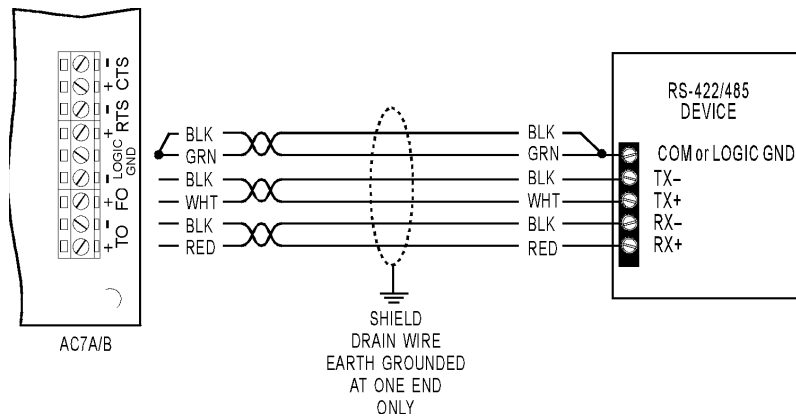 - CTS
+
- RTS
+
LOGIC
GND
- FO
+
- TO
+
AC7A/B
BLK
GRN
BLK
WHT
BLK
RED
BLK
GRN
BLK
WHT
BLK
RED
SHIELD
DRAIN WIRE
EARTH GROUNDED
AT ONE END
ONLY
RS-422/485
DEVICE
COM or LOGIC GND
TX–
TX+
RX–
RX+